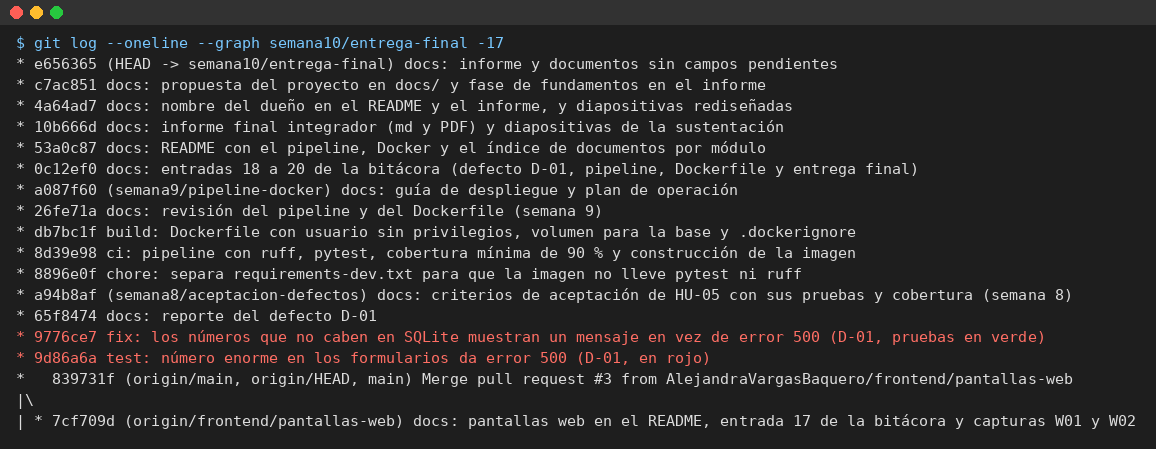 $ git log --oneline --graph semana10/entrega-final -17
* e656365 (HEAD -> semana10/entrega-final) docs: informe y documentos sin campos pendientes
* c7ac851 docs: propuesta del proyecto en docs/ y fase de fundamentos en el informe
* 4a64ad7 docs: nombre del dueño en el README y el informe, y diapositivas rediseñadas
* 10b666d docs: informe final integrador (md y PDF) y diapositivas de la sustentación
* 53a0c87 docs: README con el pipeline, Docker y el índice de documentos por módulo
* 0c12ef0 docs: entradas 18 a 20 de la bitácora (defecto D-01, pipeline, Dockerfile y entrega final)
* a087f60 (semana9/pipeline-docker) docs: guía de despliegue y plan de operación
* 26fe71a docs: revisión del pipeline y del Dockerfile (semana 9)
* db7bc1f build: Dockerfile con usuario sin privilegios, volumen para la base y .dockerignore
* 8d39e98 ci: pipeline con ruff, pytest, cobertura mínima de 90 % y construcción de la imagen
* 8896e0f chore: separa requirements-dev.txt para que la imagen no lleve pytest ni ruff
* a94b8af (semana8/aceptacion-defectos) docs: criterios de aceptación de HU-05 con sus pruebas y cobertura (semana 8)
* 65f8474 docs: reporte del defecto D-01
* 9776ce7 fix: los números que no caben en SQLite muestran un mensaje en vez de error 500 (D-01, pruebas en verde)
* 9d86a6a test: número enorme en los formularios da error 500 (D-01, en rojo)
*   839731f (origin/main, origin/HEAD, main) Merge pull request #3 from AlejandraVargasBaquero/frontend/pantallas-web
|\
| * 7cf709d (origin/frontend/pantallas-web) docs: pantallas web en el README, entrada 17 de la bitácora y capturas W01 y W02